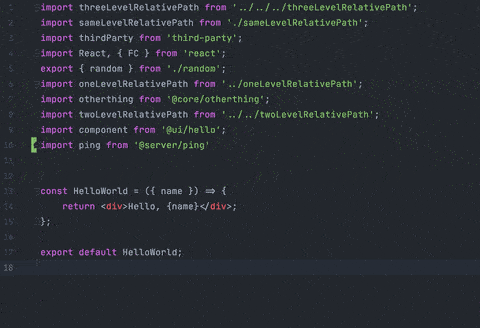 1 import threeLevelRelativePath from '../../../threeLevelRelativePath';
2 import sameLevelRelativePath from './sameLevelRelativePath';
3 import thirdParty from 'third-party';
4 import React, { FC } from 'react';
5 export { random } from './random';
6 import oneLevelRelativePath from '../oneLevelRelativePath';
7 import otherthing from '@core/otherthing';
8 import twoLevelRelativePath from '../../twoLevelRelativePath';
9 import component from '@ui/hello';
10 import ping from '@server/ping'
11
12
13 const HelloWorld = ({ name }) => {
14 return <div>Hello, {name}</div>;
15 };
16
17 export default HelloWorld;
18